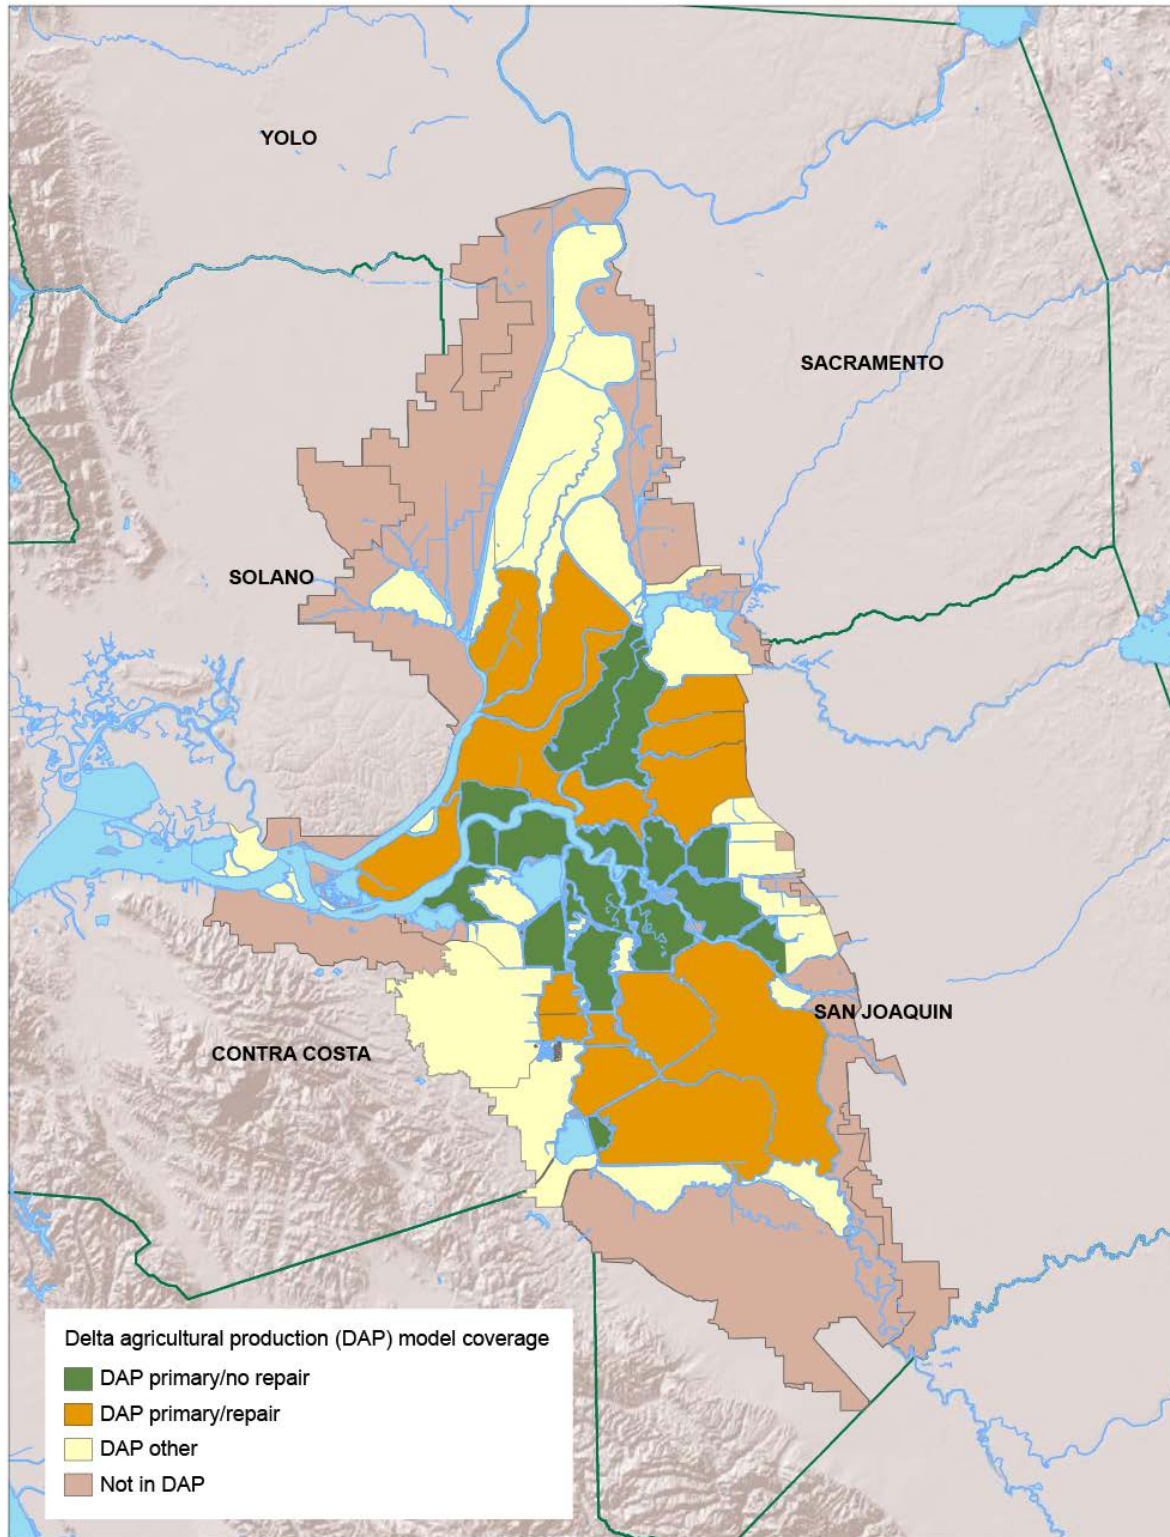 YOLO
SACRAMENTO
SOLANO
SAN JOAQUIN
CONTRA COSTA
Delta agricultural production (DAP) model coverage
DAP primary/no repair
DAP primary/repair
DAP other
Not in DAP